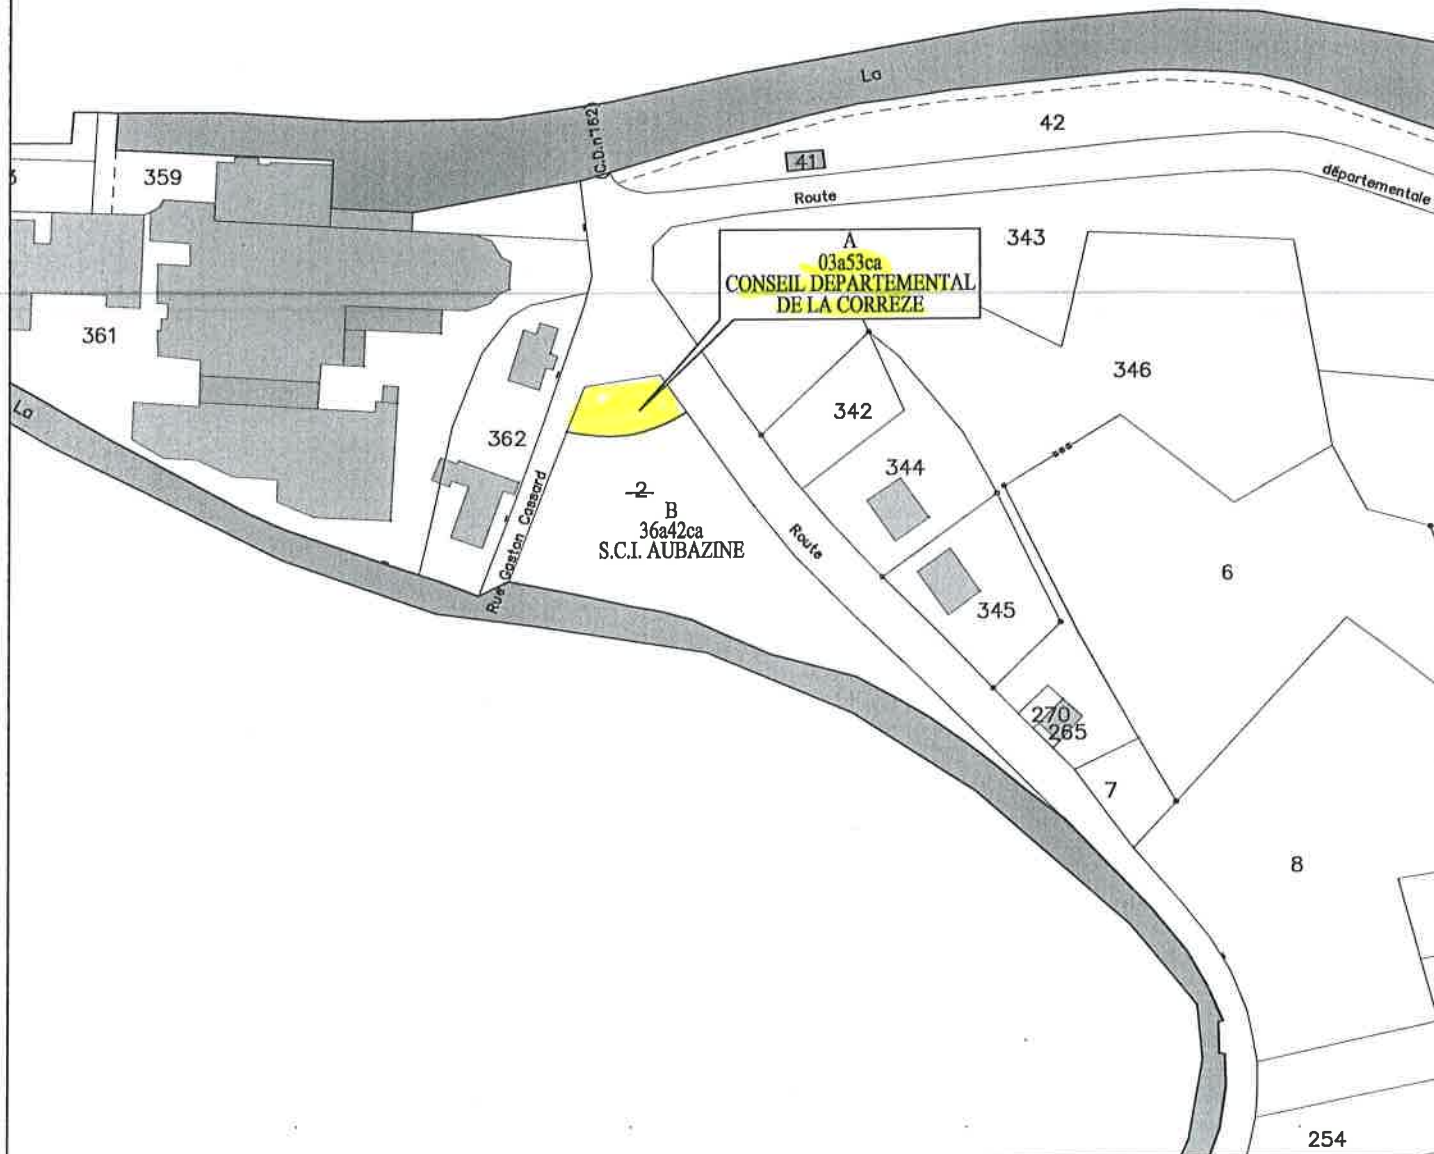 La
(C.D.n°162)
42
41
359
Route
départementale
343
A
03a53ca
CONSEIL DEPARTEMENTAL
DE LA CORREZE
361
346
La
342
362
344
Rue Gaston Cassard
2
B
36a42ca
S.C.I. AUBAZINE
Route
6
345
270
265
7
8
254